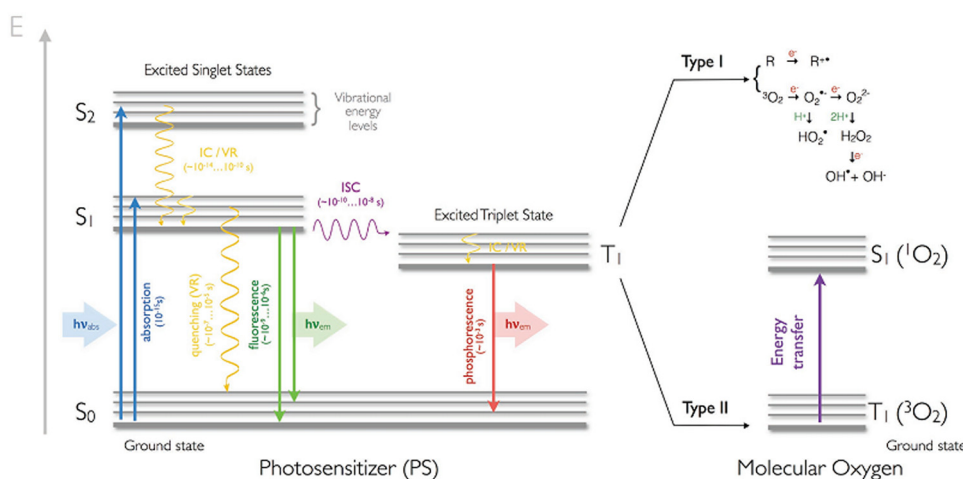 E
Excited Singlet States
S₂
Vibrational
energy
levels
IC / VR
(~10⁻¹⁴...10⁻¹⁰ s)
S₁
ISC
(~10⁻¹⁰...10⁻⁸ s)
Excited Triplet State
IC / VR
T₁
hνabs
absorption
(10⁻¹⁵s)
quenching (VR)
fluorescence
hνem
phosphorescence
(~10⁻³ s)
hνem
S₀
Ground state
Photosensitizer (PS)
Type I
R e⁻ → R⁺•
³O₂ e⁻ → O₂•⁻ e⁻ → O₂²⁻
H⁺↓ 2H⁺↓
HO₂• H₂O₂
↓e⁻
OH• + OH⁻
S₁ (¹O₂)
Energy
transfer
Type II
T₁ (³O₂)
Ground state
Molecular Oxygen